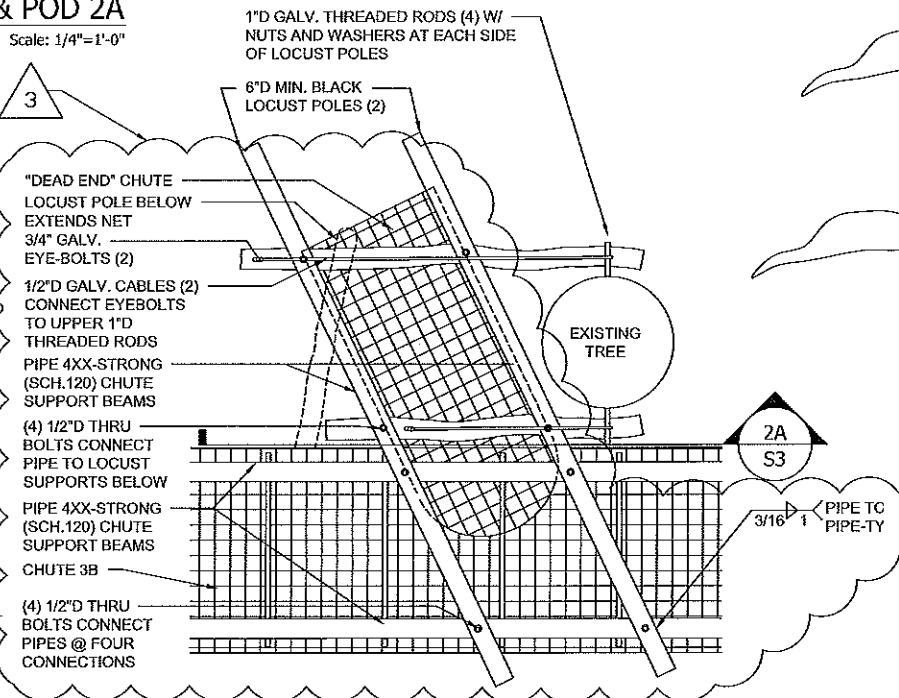 & POD 2A
Scale: 1/4"=1'-0"
3
1"D GALV. THREADED RODS (4) W/
NUTS AND WASHERS AT EACH SIDE
OF LOCUST POLES
6"D MIN. BLACK
LOCUST POLES (2)
"DEAD END" CHUTE
LOCUST POLE BELOW
EXTENDS NET
3/4" GALV.
EYE-BOLTS (2)
1/2"D GALV. CABLES (2)
CONNECT EYEBOLTS
TO UPPER 1"D
THREADED RODS
PIPE 4XX-STRONG
(SCH.120) CHUTE
SUPPORT BEAMS
(4) 1/2"D THRU
BOLTS CONNECT
PIPE TO LOCUST
SUPPORTS BELOW
PIPE 4XX-STRONG
(SCH.120) CHUTE
SUPPORT BEAMS
CHUTE 3B
(4) 1/2"D THRU
BOLTS CONNECT
PIPES @ FOUR
CONNECTIONS
EXISTING
TREE
2A
S3
3/16 1
PIPE TO
PIPE-TY